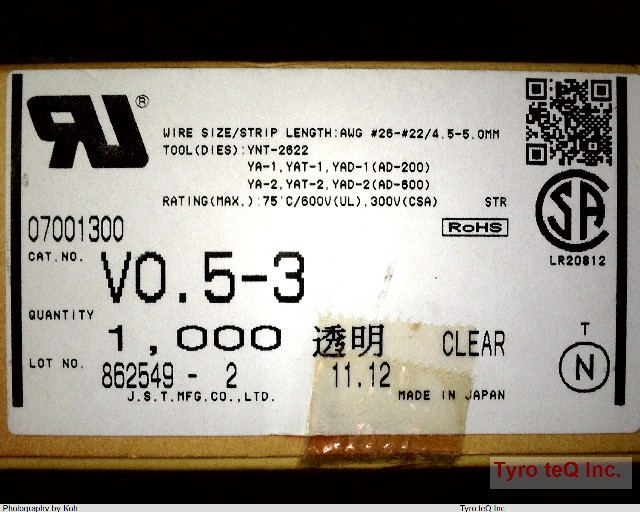 RU®
WIRE SIZE/STRIP LENGTH:AWG #26-#22/4.5-5.0MM
TOOL(DIES):YNT-2622
YA-1,YAT-1,YAD-1(AD-200)
YA-2,YAT-2,YAD-2(AD-600)
RATING(MAX.):75°C/600V(UL),300V(CSA) STR
07001300
RoHS
SA
LR20812
CAT.NO. V0.5-3
QUANTITY 1,000
透明 CLEAR
T
N
LOT NO. 862549 - 2
11.12
J.S.T.MFG.CO.,LTD.
MADE IN JAPAN
Tyro teQ Inc.
Photography by Koh
Tyro teQ Inc